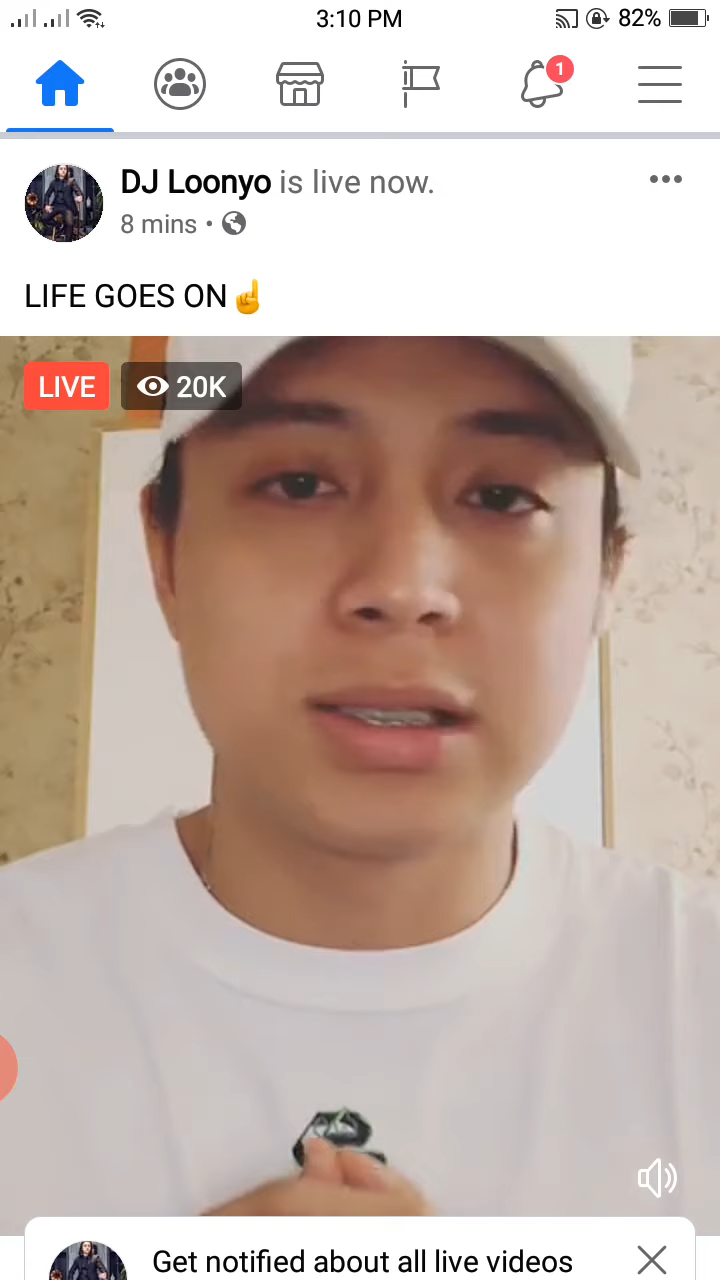 3:10 PM
82%
1
DJ Loonyo is live now.
8 mins •
LIFE GOES ON☝️
LIVE
20K
Get notified about all live videos